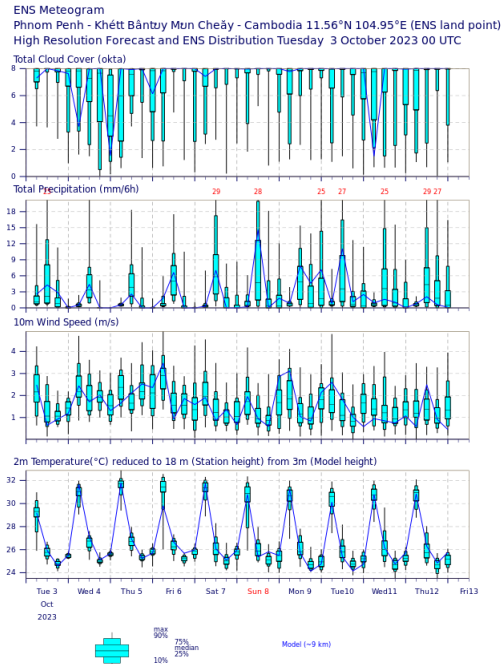 ENS Meteogram
Phnom Penh - Khétt Bântuy Mtun Cheăy - Cambodia 11.56°N 104.95°E (ENS land point)
High Resolution Forecast and ENS Distribution Tuesday 3 October 2023 00 UTC
Total Cloud Cover (okta)
8
6
4
2
0
Total Precipitation (mm/6h)
29 28 25 27 25 29 27
18
15
12
9
6
3
0
10m Wind Speed (m/s)
4
3
2
1
2m Temperature(°C) reduced to 18 m (Station height) from 3m (Model height)
32
30
28
26
24
Tue 3 Wed 4 Thu 5 Fri 6 Sat 7 Sun 8 Mon 9 Tue10 Wed11 Thu12 Fri13
Oct
2023
max
90%
75%
median
25%
10%
Model (~9 km)